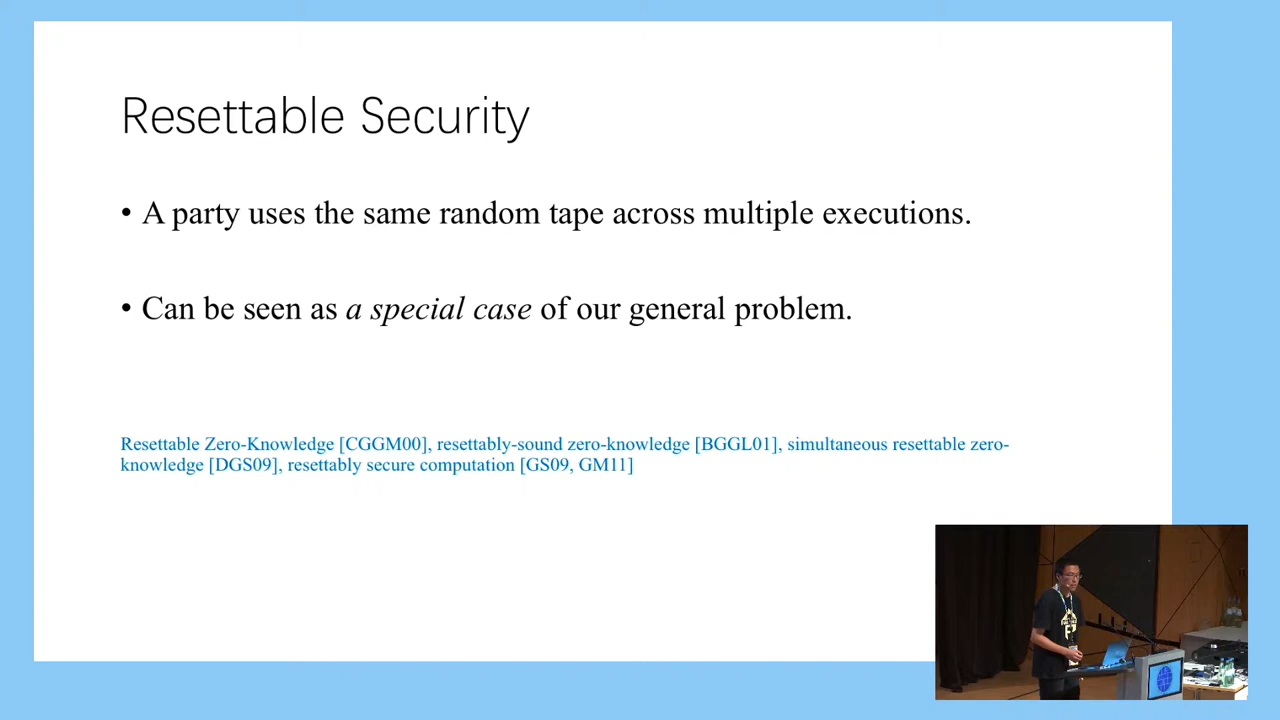 Resettable Security
• A party uses the same random tape across multiple executions.
• Can be seen as a special case of our general problem.
Resettable Zero-Knowledge [CGGM00], resettably-sound zero-knowledge [BGGL01], simultaneous resettable zero-
knowledge [DGS09], resettably secure computation [GS09, GM11]